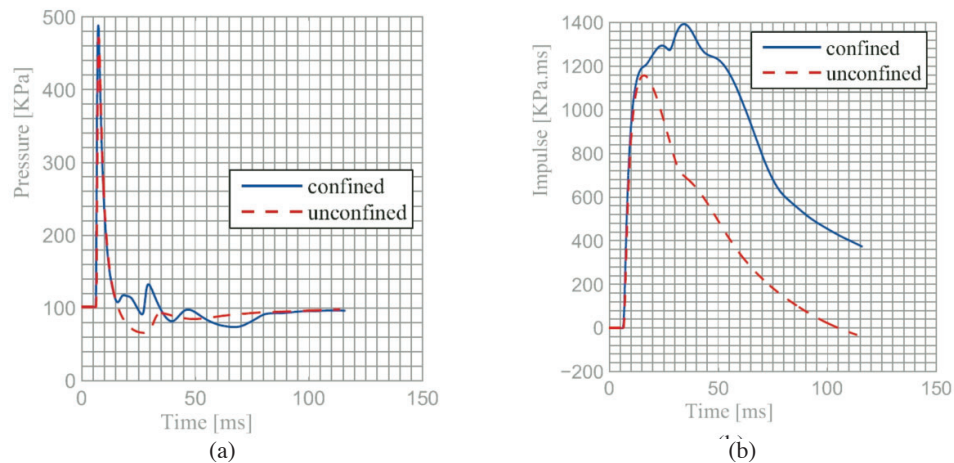 500
400
300
200
100
0
Pressure [KPa]
confined
unconfined
0
50
100
150
Time [ms]
(a)
1400
1200
1000
800
600
400
200
0
−200
Impulse [KPa.ms]
confined
unconfined
0
50
100
150
Time [ms]
(b)